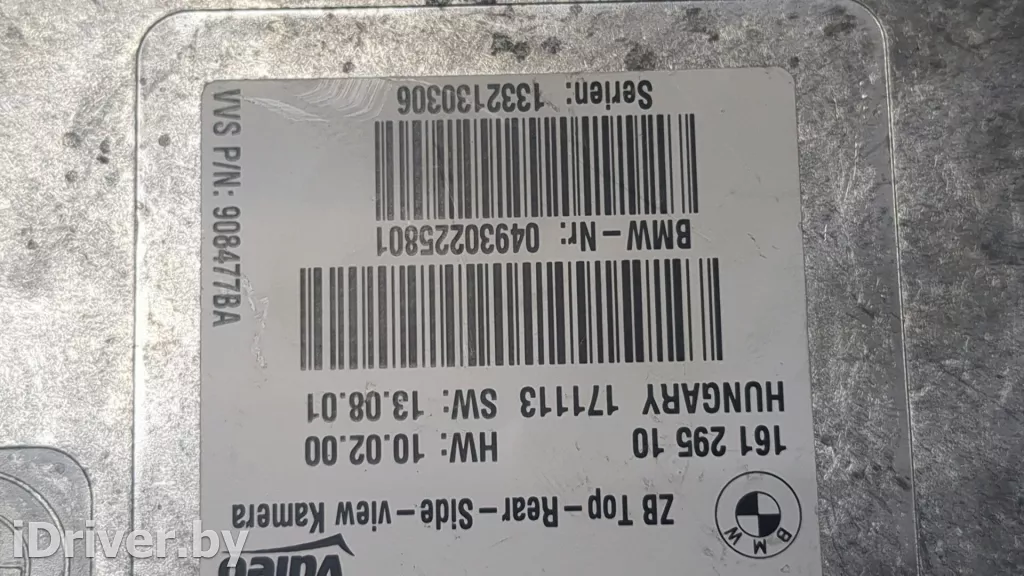 Valeo
ZB Top-Rear-Side-view Kamera
BMW
161 295 10 HW: 10.02.00
HUNGARY 171113 SW: 13.08.01
BMW-Nr: 04930225801
Serien: 1332130306
VVS P/N: 908477BA
iDriver.by